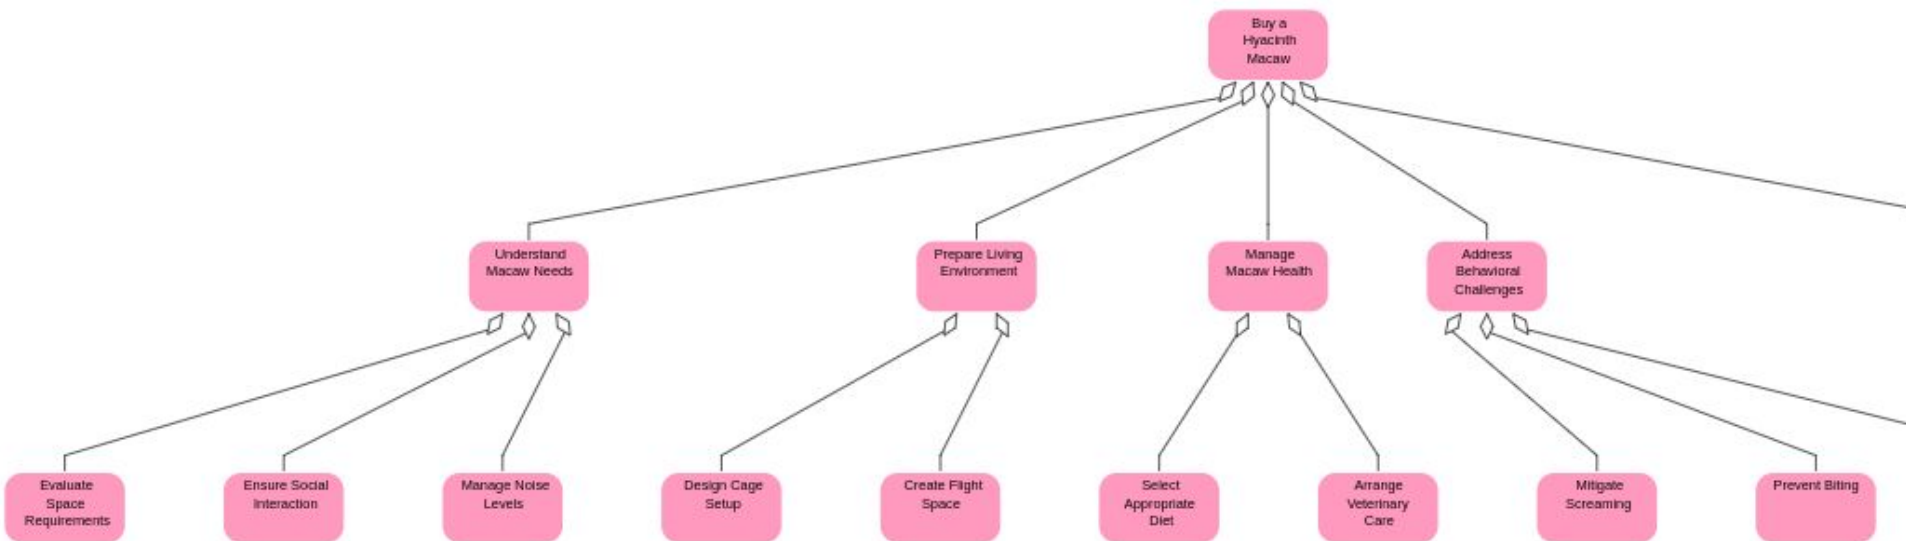 Buy a
Hyacinth
Macaw
Understand
Macaw Needs
Prepare Living
Environment
Manage
Macaw Health
Address
Behavioral
Challenges
Evaluate
Space
Requirements
Ensure Social
Interaction
Manage Noise
Levels
Design Cage
Setup
Create Flight
Space
Select
Appropriate
Diet
Arrange
Veterinary
Care
Mitigate
Screaming
Prevent Biting